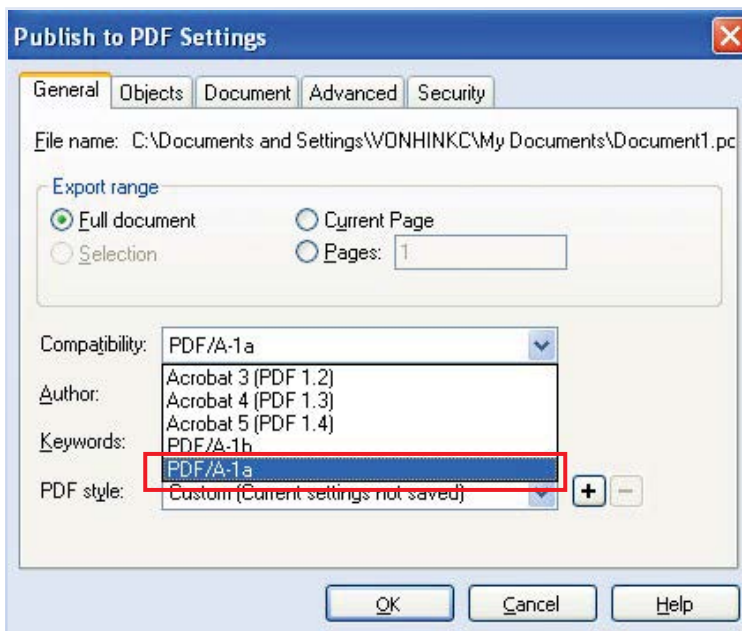 Publish to PDF Settings
General Objects Document Advanced Security
File name: C:\Documents and Settings\VONHINKC\My Documents\Document1.pc
Export range
Full document
Current Page
Selection
Pages: 1
Compatibility: PDF/A-1a
Acrobat 3 (PDF 1.2)
Author:
Acrobat 4 (PDF 1.3)
Acrobat 5 (PDF 1.4)
Keywords:
PDF/A-1b
PDF/A-1a
PDF style: Custom (Current settings not saved)
OK Cancel Help